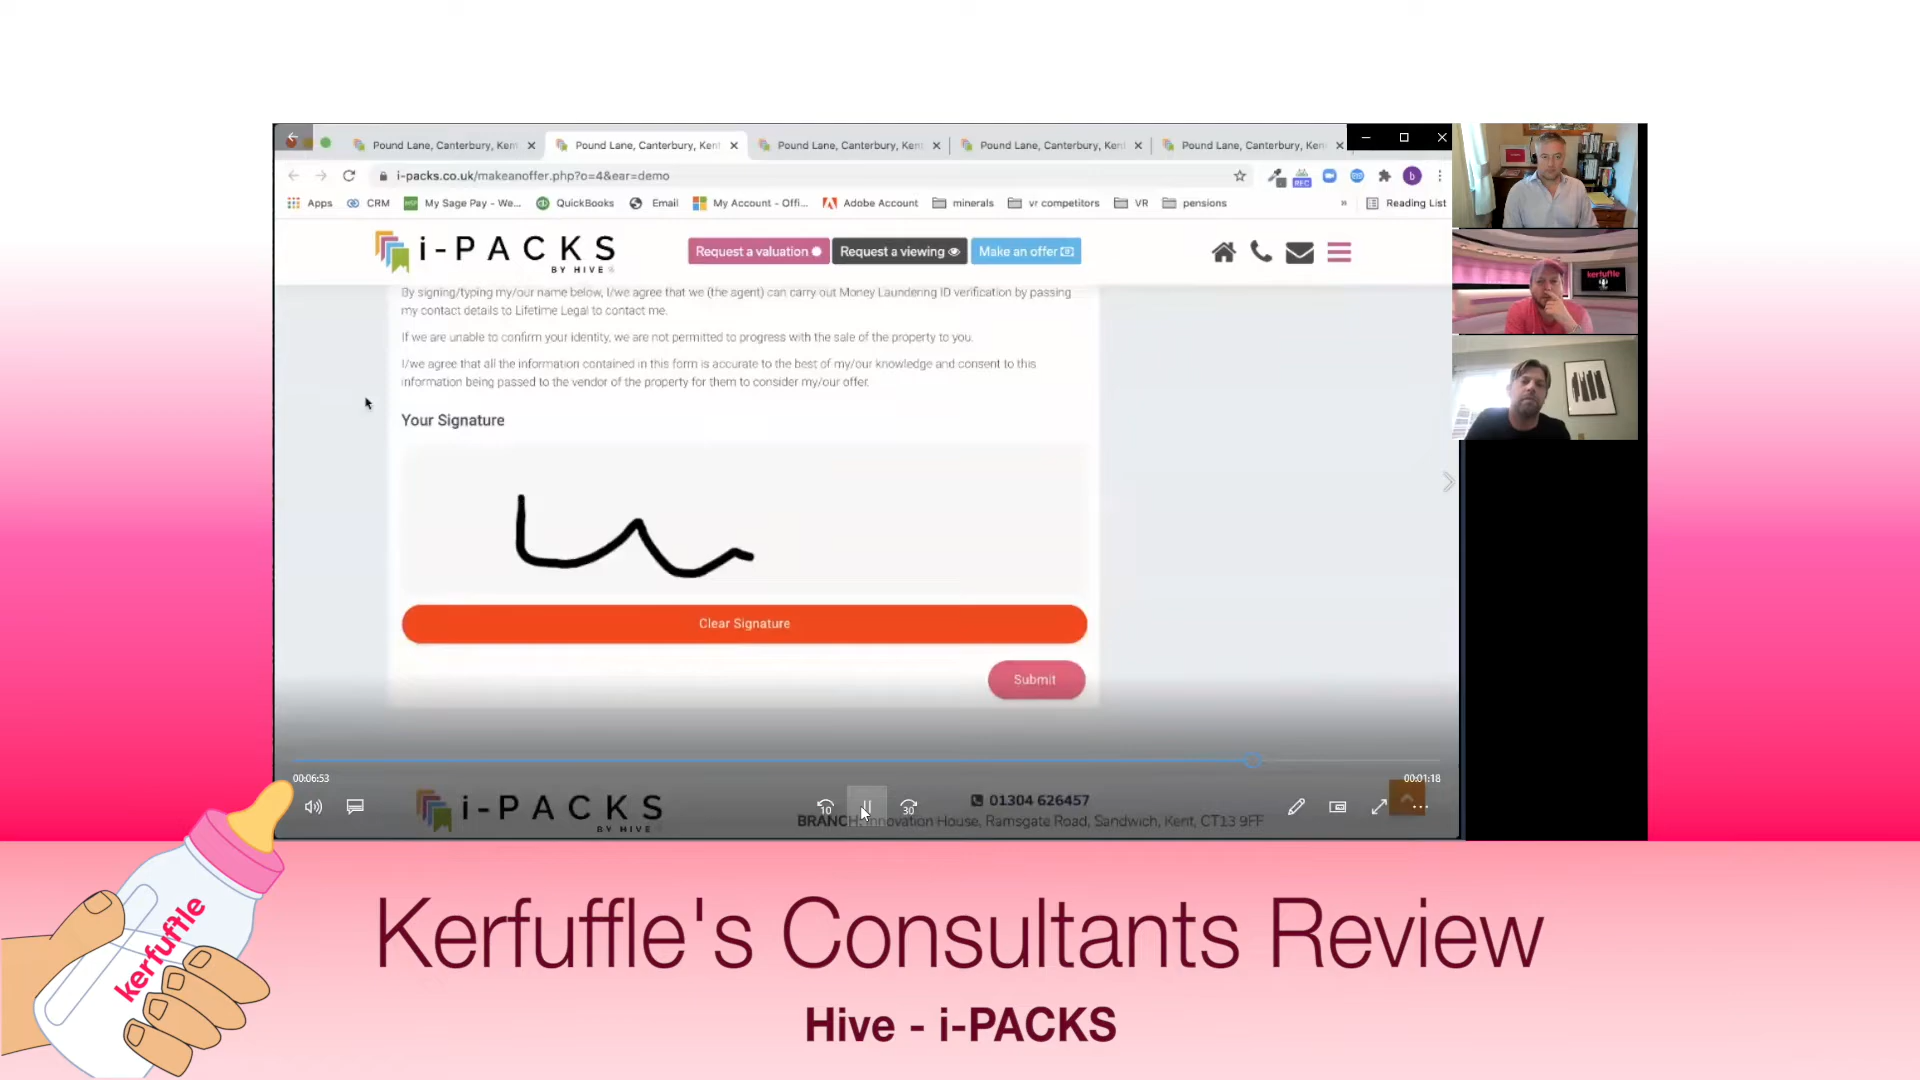 Pound Lane, Canterbury, Kent
Pound Lane, Canterbury, Kent
Pound Lane, Canterbury, Ken
Pound Lane, Canterbury, Kent
Pound Lane, Canterbury, Ken
i-packs.co.uk/makeanoffer.php?o=4&ear=demo
REC
b
Apps
CRM
My Sage Pay - We...
QuickBooks
Email
My Account - Offi...
Adobe Account
minerals
vr competitors
VR
pensions
»
Reading List
i-PACKS
BY HIVE
Request a valuation
Request a viewing
Make an offer
By signing/typing my/our name below, I/we agree that we (the agent) can carry out Money Laundering ID verification by passing
my contact details to Lifetime Legal to contact me.
If we are unable to confirm your identity, we are not permitted to progress with the sale of the property to you.
I/we agree that all the information contained in this form is accurate to the best of my/our knowledge and consent to this
information being passed to the vendor of the property for them to consider my/our offer.
Your Signature
Clear Signature
Submit
kerfuffle
00:06:53
00:01:18
10
30
i-PACKS
BY HIVE
01304 626457
BRANCH: Innovation House, Ramsgate Road, Sandwich, Kent, CT13 9FF
kerfuffle
Kerfuffle's Consultants Review
Hive - i-PACKS